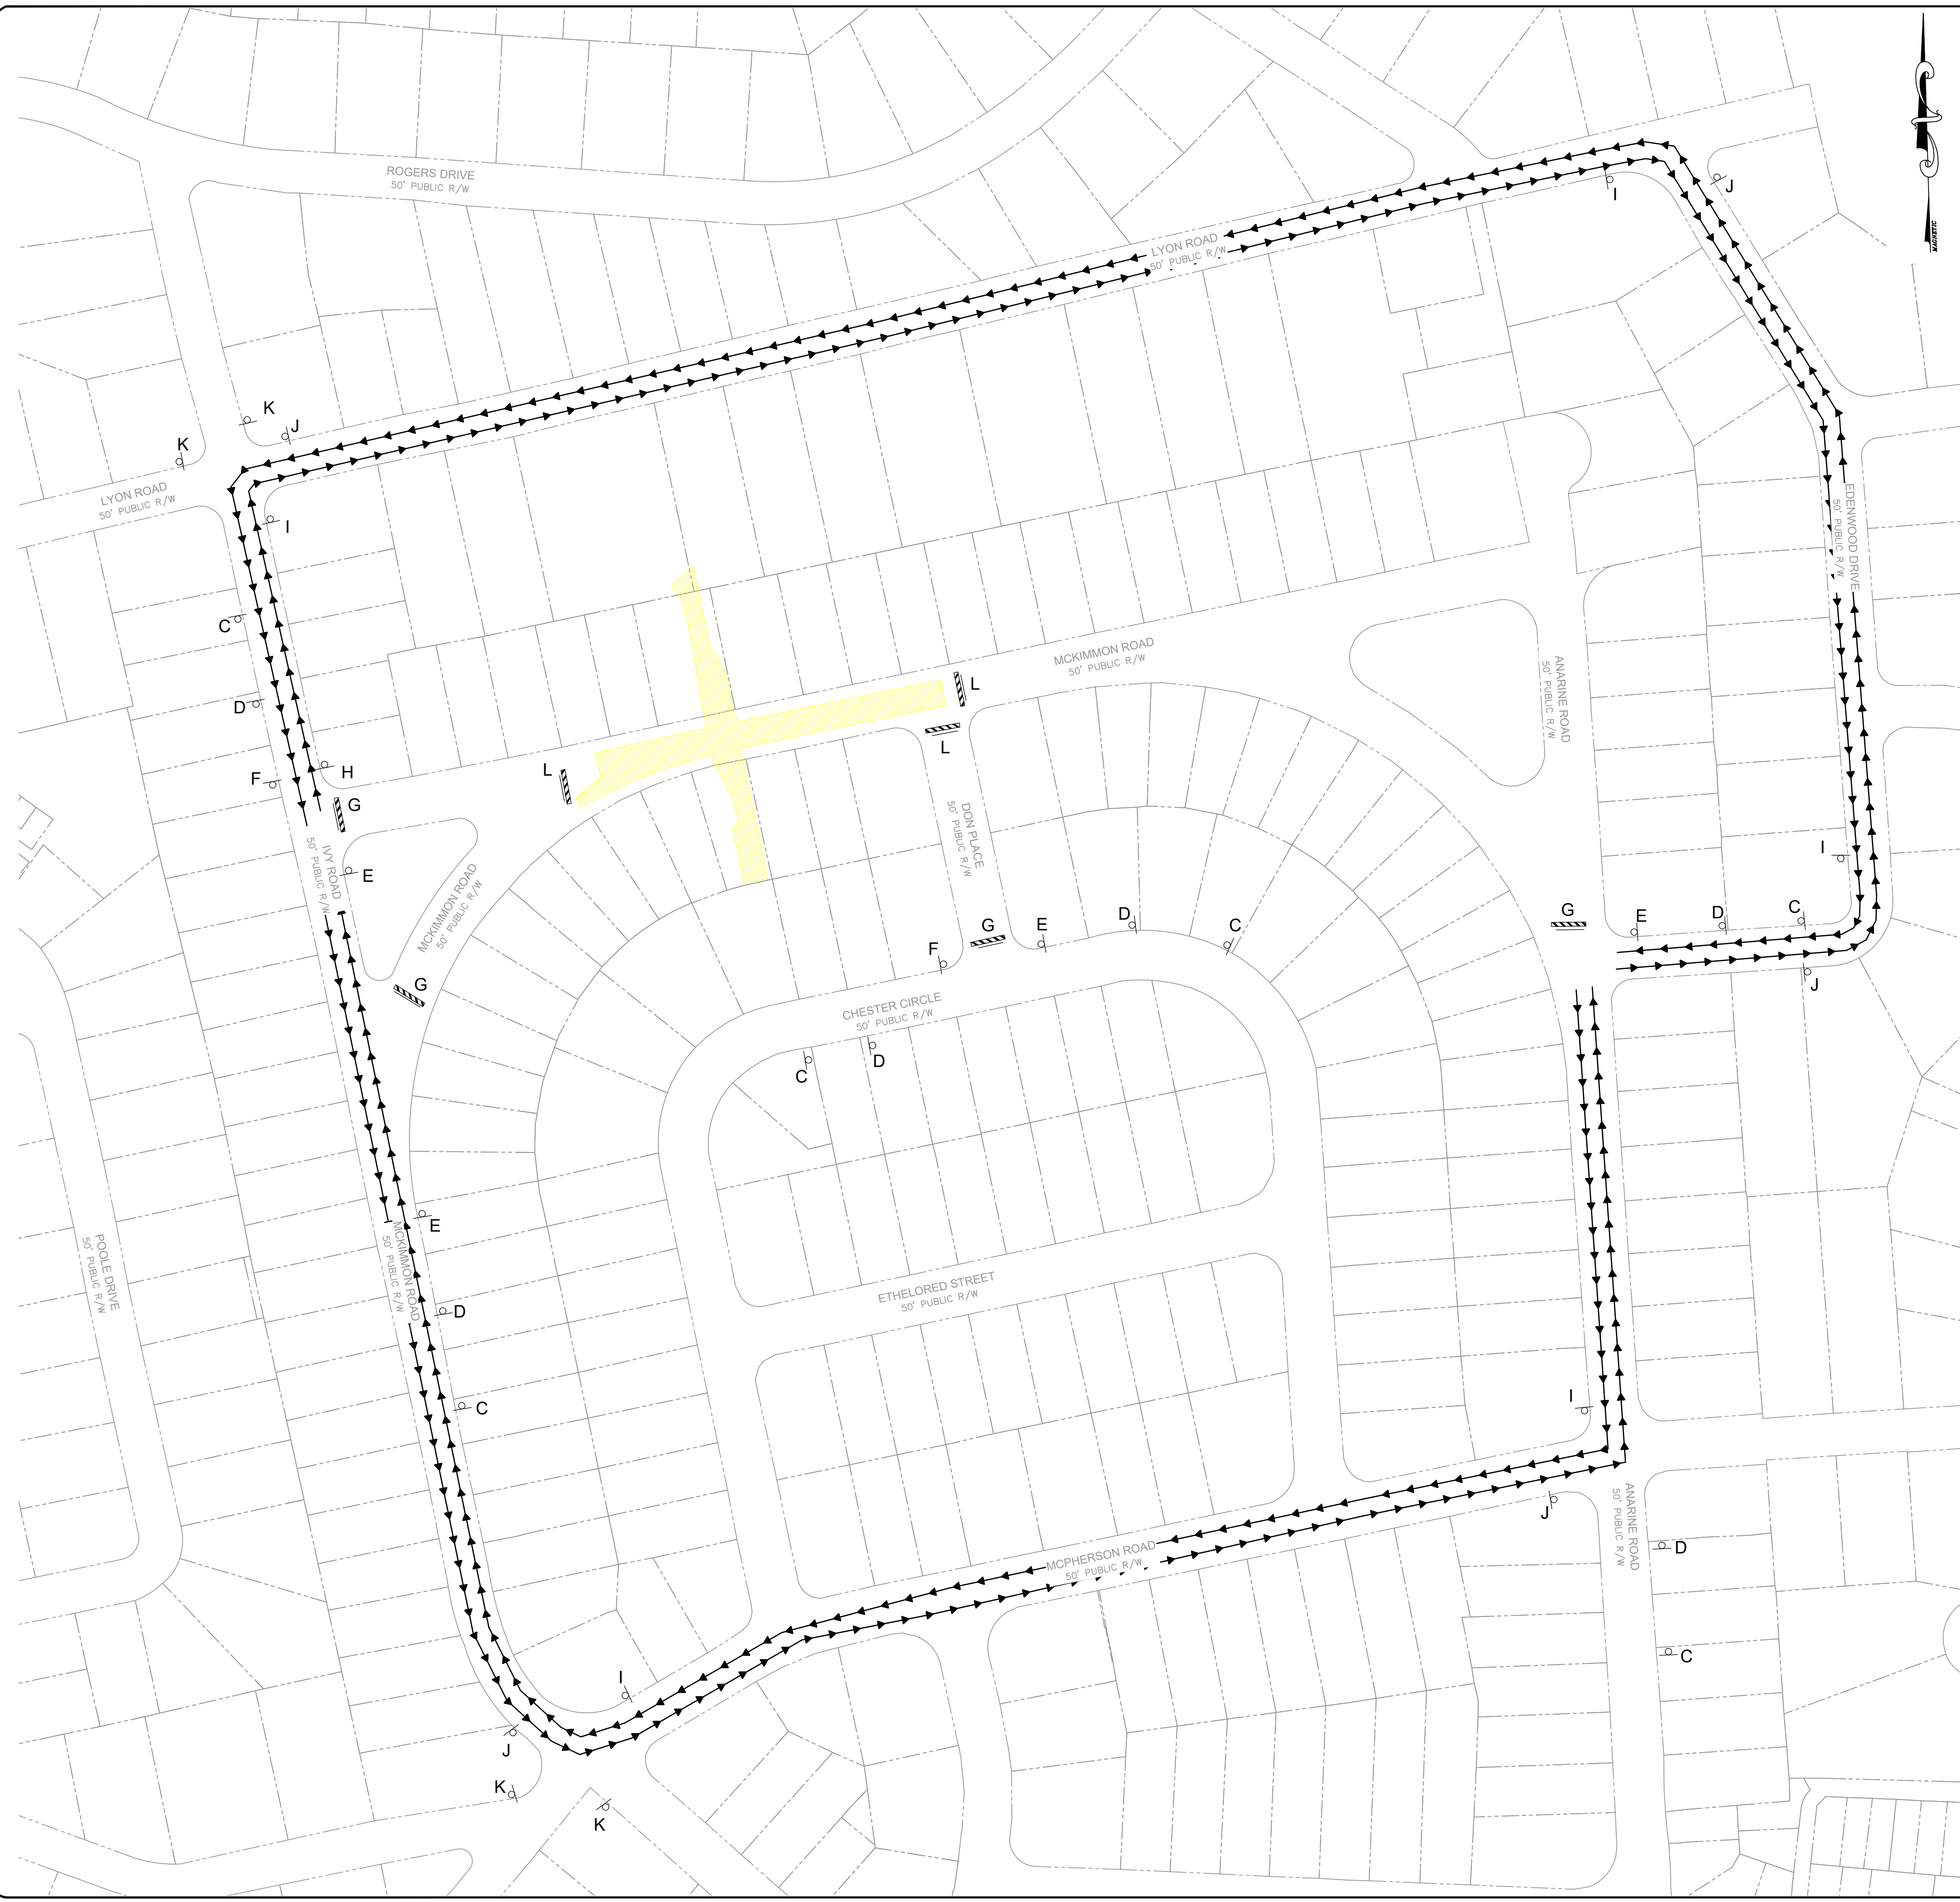 ROGERS DRIVE
50' PUBLIC R/W
MAGNETIC
J
I
LYON ROAD
50' PUBLIC R/W
K
J
K
LYON ROAD
50' PUBLIC R/W
I
EDENWOOD DRIVE
50' PUBLIC R/W
C
MCKIMMON ROAD
50' PUBLIC R/W
ANARINE ROAD
50' PUBLIC R/W
L
D
L
L
H
F
G
DON PLACE
50' PUBLIC R/W
I
IVY ROAD
50' PUBLIC R/W
E
MCKIMMON ROAD
50' PUBLIC R/W
G
E
D
C
D
C
G
E
F
G
J
CHESTER CIRCLE
50' PUBLIC R/W
C
D
E
MCKIMMON ROAD
50' PUBLIC R/W
POOLE DRIVE
50' PUBLIC R/W
ETHELORED STREET
50' PUBLIC R/W
D
C
I
J
ANARINE ROAD
50' PUBLIC R/W
MCPHERSON ROAD
50' PUBLIC R/W
D
C
I
J
K
K